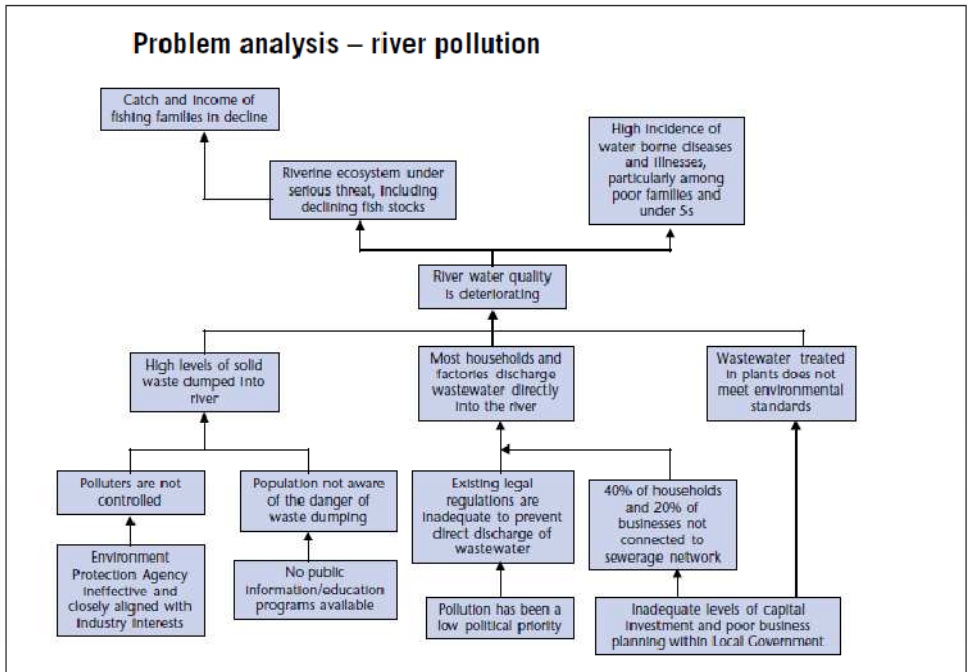 Problem analysis – river pollution
Catch and income of
fishing families in decline
High incidence of
water borne diseases
and illnesses,
particularly among
poor families and
under 5s
Riverine ecosystem under
serious threat, including
declining fish stocks
River water quality
is deteriorating
High levels of solid
waste dumped into
river
Most households and
factories discharge
wastewater directly
into the river
Wastewater treated
in plants does not
meet environmental
standards
Polluters are not
controlled
Population not aware
of the danger of
waste dumping
Existing legal
regulations are
inadequate to prevent
direct discharge of
wastewater
40% of households
and 20% of
businesses not
connected to
sewerage network
Environment
Protection Agency
ineffective and
closely aligned with
industry interests
No public
information/education
programs available
Pollution has been a
low political priority
Inadequate levels of capital
investment and poor business
planning within Local Government